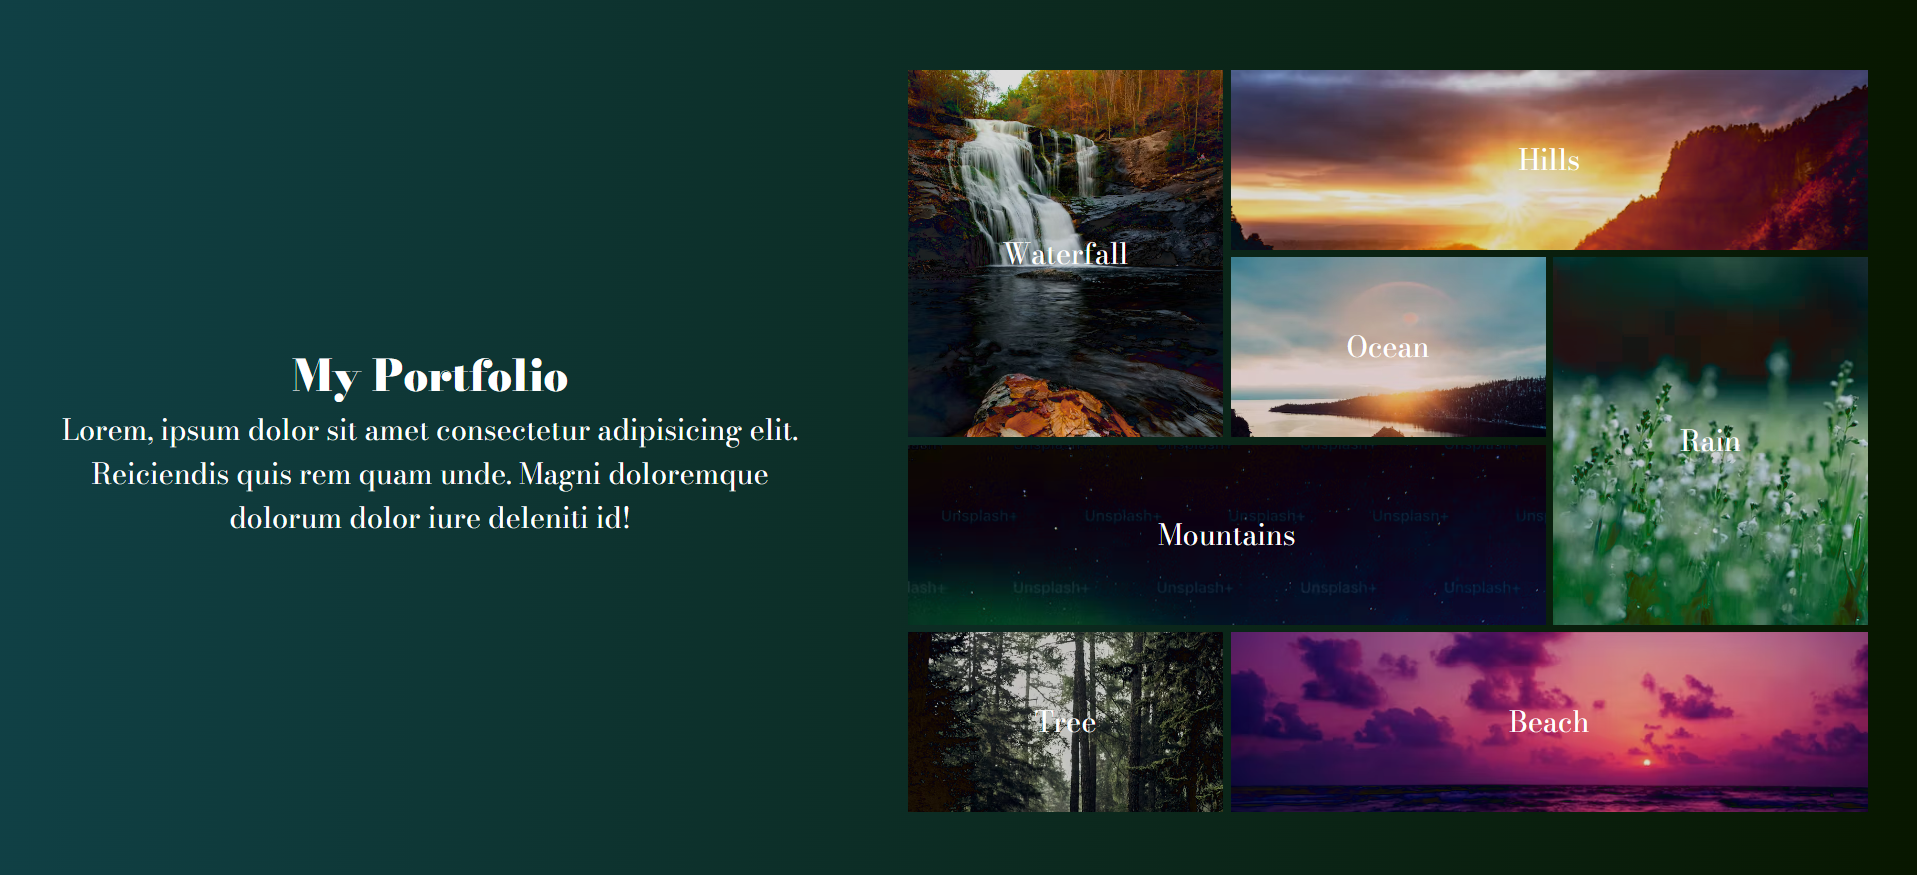 My Portfolio
Lorem, ipsum dolor sit amet consectetur adipisicing elit.
Reiciendis quis rem quam unde. Magni doloremque
dolorum dolor iure deleniti id!
Waterfall
Hills
Ocean
Rain
Unsplash+ Unsplash+ Unsplash+ Unsplash+ Uns
Mountains
lash+ Unsplash+ Unsplash+ Unsplash+ Unsplash+
Tree
Beach